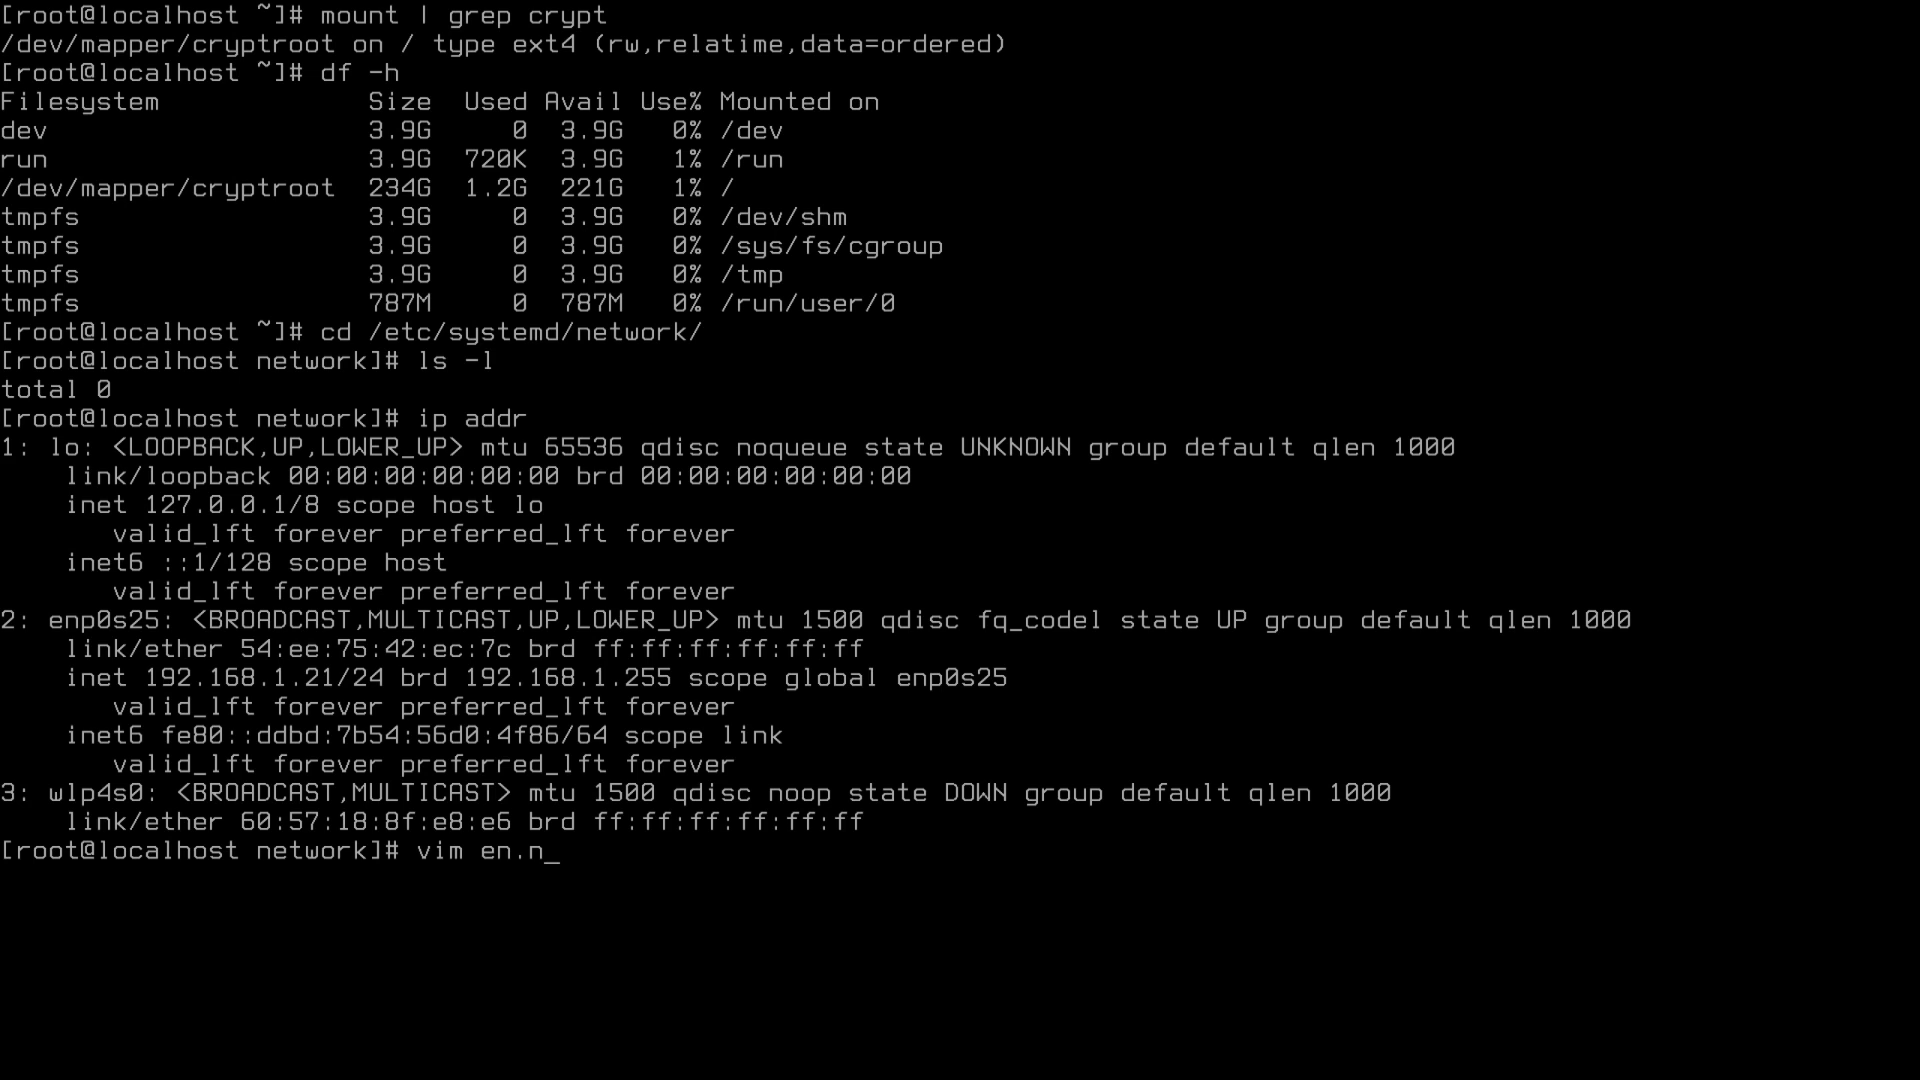 [root@localhost ~]# mount | grep crypt
/dev/mapper/cryptroot on / type ext4 (rw,relatime,data=ordered)
[root@localhost ~]# df -h
Filesystem             Size  Used Avail Use% Mounted on
dev                    3.9G     0  3.9G   0% /dev
run                    3.9G  720K  3.9G   1% /run
/dev/mapper/cryptroot  234G  1.2G  221G   1% /
tmpfs                  3.9G     0  3.9G   0% /dev/shm
tmpfs                  3.9G     0  3.9G   0% /sys/fs/cgroup
tmpfs                  3.9G     0  3.9G   0% /tmp
tmpfs                  787M     0  787M   0% /run/user/0
[root@localhost ~]# cd /etc/systemd/network/
[root@localhost network]# ls -l
total 0
[root@localhost network]# ip addr
1: lo: <LOOPBACK,UP,LOWER_UP> mtu 65536 qdisc noqueue state UNKNOWN group default qlen 1000
    link/loopback 00:00:00:00:00:00 brd 00:00:00:00:00:00
    inet 127.0.0.1/8 scope host lo
       valid_lft forever preferred_lft forever
    inet6 ::1/128 scope host
       valid_lft forever preferred_lft forever
2: enp0s25: <BROADCAST,MULTICAST,UP,LOWER_UP> mtu 1500 qdisc fq_codel state UP group default qlen 1000
    link/ether 54:ee:75:42:ec:7c brd ff:ff:ff:ff:ff:ff
    inet 192.168.1.21/24 brd 192.168.1.255 scope global enp0s25
       valid_lft forever preferred_lft forever
    inet6 fe80::ddbd:7b54:56d0:4f86/64 scope link
       valid_lft forever preferred_lft forever
3: wlp4s0: <BROADCAST,MULTICAST> mtu 1500 qdisc noop state DOWN group default qlen 1000
    link/ether 60:57:18:8f:e8:e6 brd ff:ff:ff:ff:ff:ff
[root@localhost network]# vim en.n_